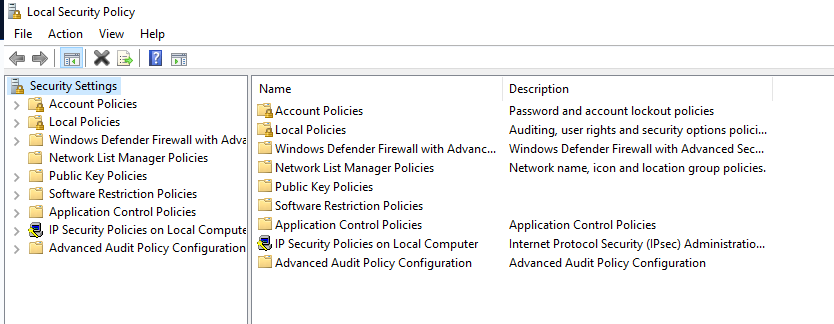 Local Security Policy
File Action View Help
Security Settings
Account Policies
Local Policies
Windows Defender Firewall with Adva
Network List Manager Policies
Public Key Policies
Software Restriction Policies
Application Control Policies
IP Security Policies on Local Compute
Advanced Audit Policy Configuration
Name Description
Account Policies Password and account lockout policies
Local Policies Auditing, user rights and security options polici...
Windows Defender Firewall with Advanc... Windows Defender Firewall with Advanced Sec...
Network List Manager Policies Network name, icon and location group policies.
Public Key Policies
Software Restriction Policies
Application Control Policies Application Control Policies
IP Security Policies on Local Computer Internet Protocol Security (IPsec) Administratio...
Advanced Audit Policy Configuration Advanced Audit Policy Configuration